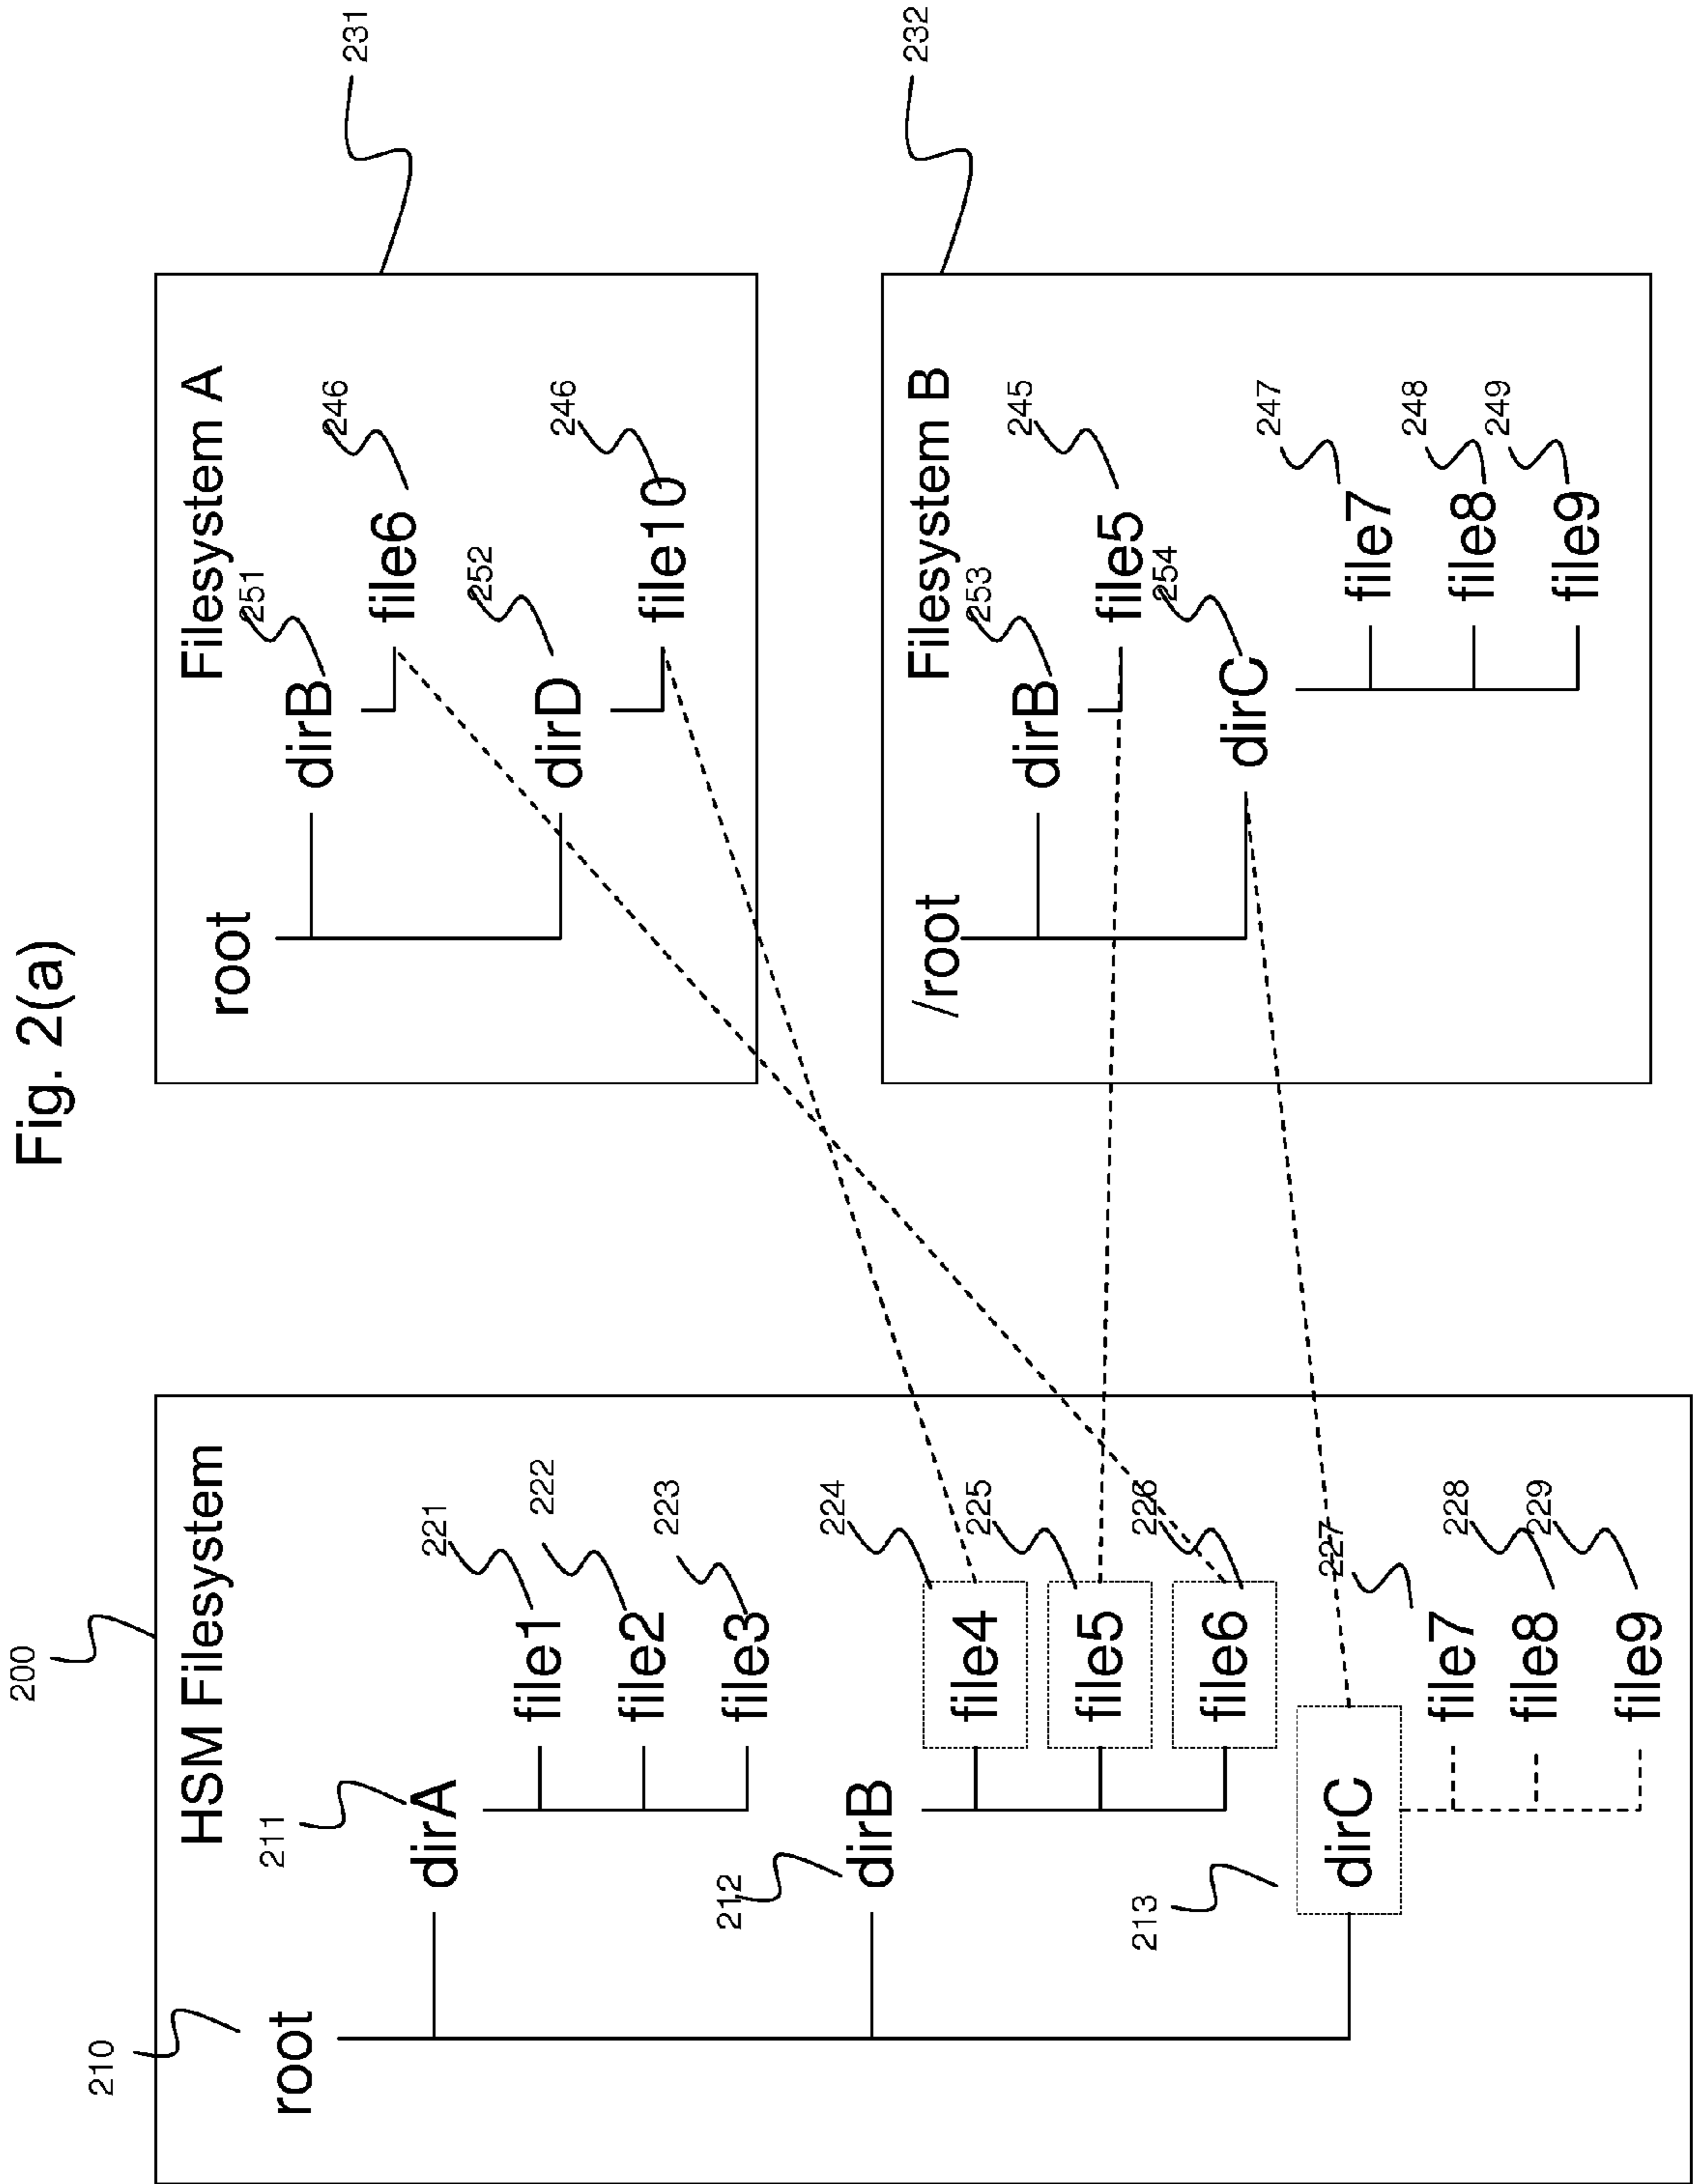 Fig. 2(a)
200
HSM Filesystem
210
root
211
dirA
221
file1
222
file2
223
file3
212
dirB
224
file4
225
file5
226
file6
213
dirC
227
file7
228
file8
229
file9
231
Filesystem A
root
251
dirB
246
file6
252
dirD
246
file10
232
Filesystem B
/root
253
dirB
245
file5
254
dirC
247
file7
248
file8
249
file9